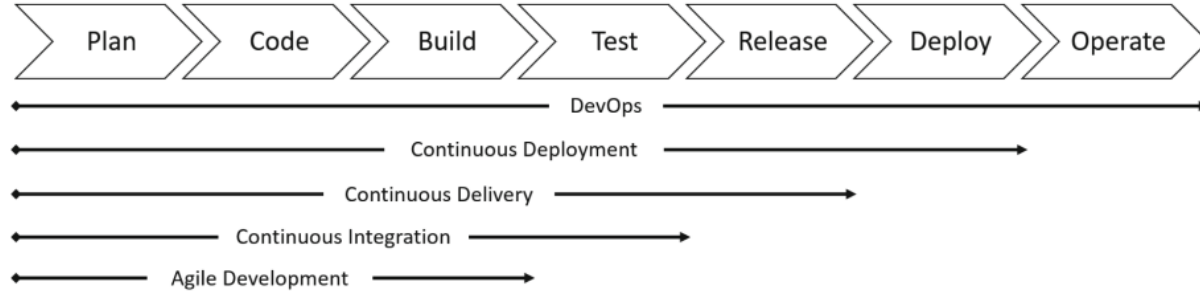 Plan Code Build Test Release Deploy Operate
DevOps
Continuous Deployment
Continuous Delivery
Continuous Integration
Agile Development